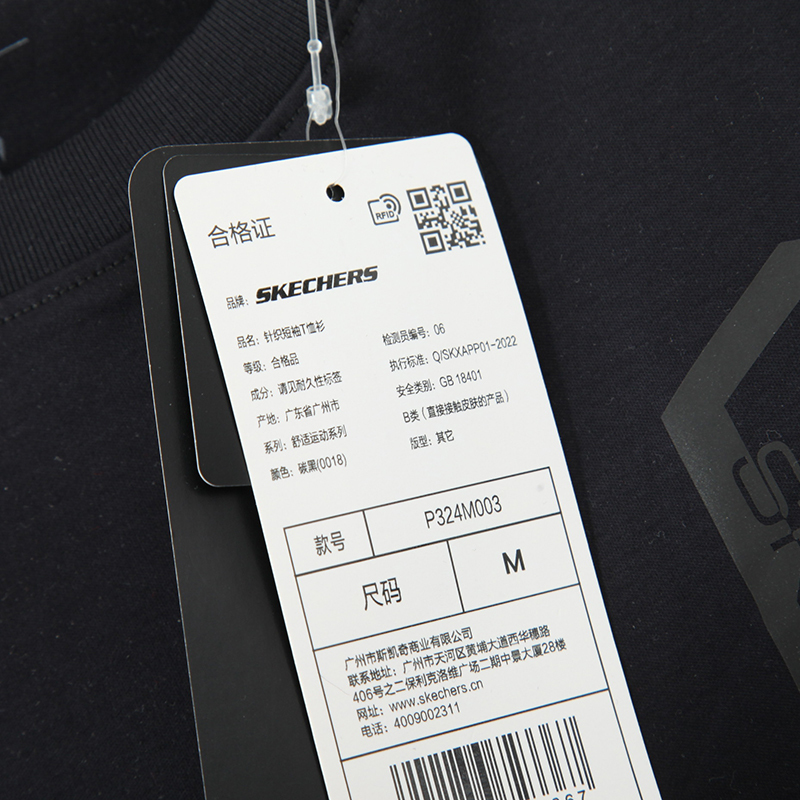 合格证
RFID
品牌: SKECHERS
品名: 针织短袖T恤衫
等级: 合格品
成分: 请见耐久性标签
产地: 广东省广州市
系列: 舒适运动系列
颜色: 碳黑(0018)
检测员编号: 06
执行标准: Q/SKXAPP01-2022
安全类别: GB 18401
B类 (直接接触皮肤的产品)
版型: 其它
款号 P324M003
尺码 M
广州市斯凯奇商业有限公司
联系地址: 广州市天河区黄埔大道西华穗路
406号之二保利克洛维广场二期中景大厦28楼
网址: www.skechers.cn
电话: 4009002311